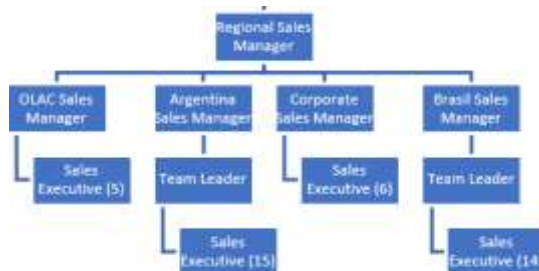 Regional Sales
Manager
OLAC Sales
Manager
Argentina
Sales Manager
Corporate
Sales Manager
Brasil Sales
Manager
Sales
Executive (5)
Team Leader
Sales
Executive (6)
Team Leader
Sales
Executive (15)
Sales
Executive (14